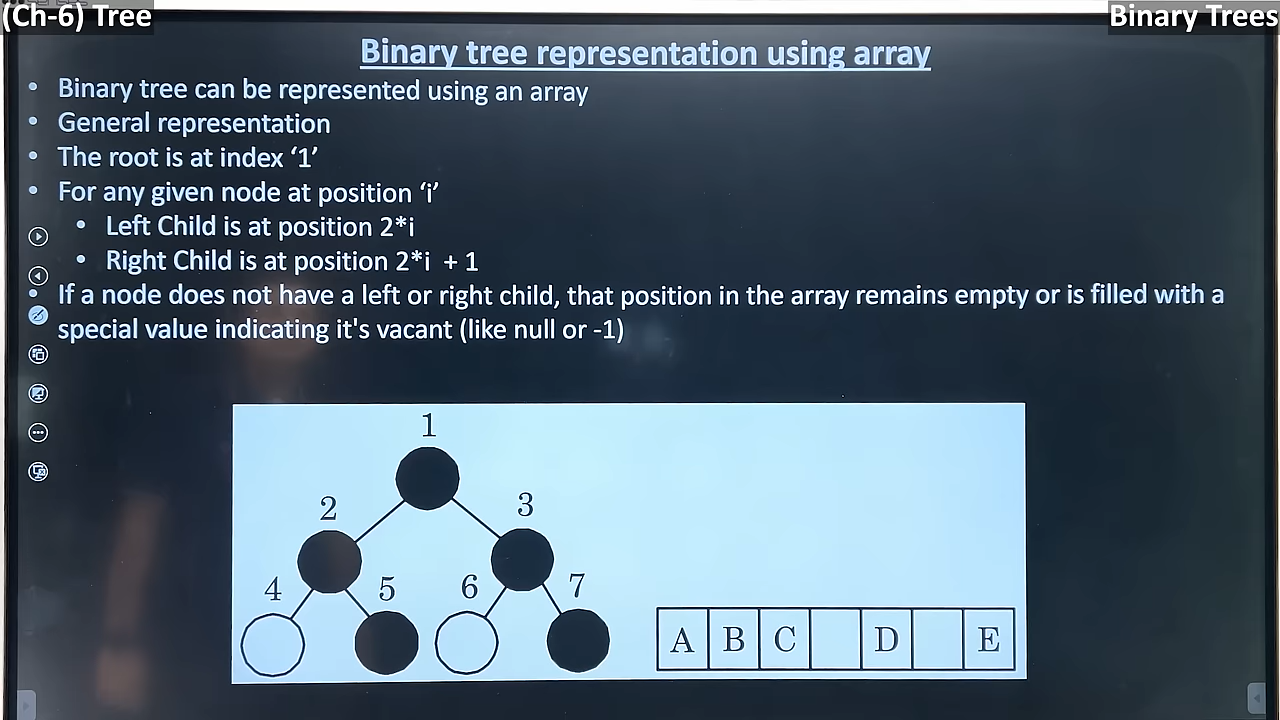 (Ch-6) Tree
Binary Trees
Binary tree representation using array
• Binary tree can be represented using an array
• General representation
• The root is at index ‘1’
• For any given node at position ‘i’
• Left Child is at position 2*i
• Right Child is at position 2*i + 1
• If a node does not have a left or right child, that position in the array remains empty or is filled with a
special value indicating it's vacant (like null or -1)
1
2
3
4
5
6
7
A B C D E